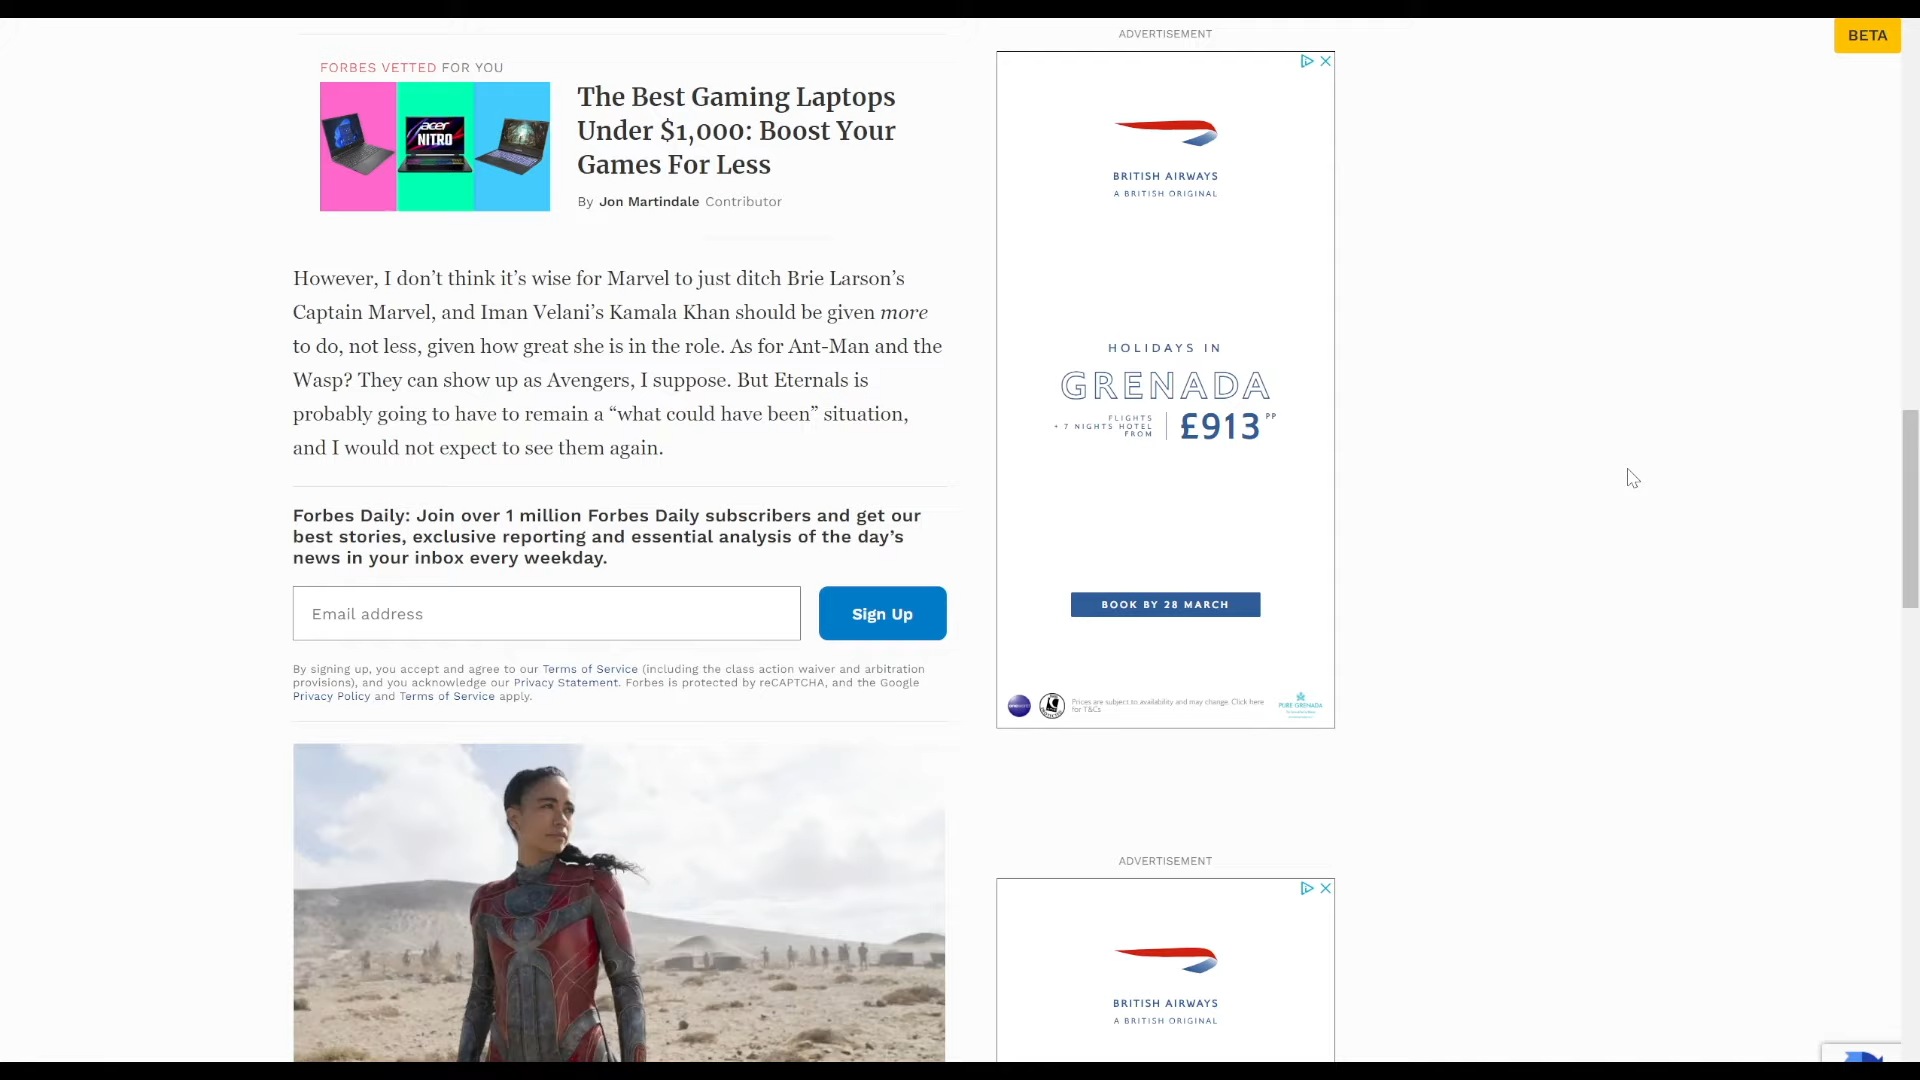 ADVERTISEMENT
BETA
FORBES VETTED FOR YOU
acer
NITRO
The Best Gaming Laptops
Under $1,000: Boost Your
Games For Less
By Jon Martindale Contributor
However, I don’t think it’s wise for Marvel to just ditch Brie Larson’s
Captain Marvel, and Iman Velani’s Kamala Khan should be given more
to do, not less, given how great she is in the role. As for Ant-Man and the
Wasp? They can show up as Avengers, I suppose. But Eternals is
probably going to have to remain a “what could have been” situation,
and I would not expect to see them again.
Forbes Daily: Join over 1 million Forbes Daily subscribers and get our
best stories, exclusive reporting and essential analysis of the day’s
news in your inbox every weekday.
Email address
Sign Up
By signing up, you accept and agree to our Terms of Service (including the class action waiver and arbitration
provisions), and you acknowledge our Privacy Statement. Forbes is protected by reCAPTCHA, and the Google
Privacy Policy and Terms of Service apply.
BRITISH AIRWAYS
A BRITISH ORIGINAL
HOLIDAYS IN
GRENADA
FLIGHTS
+ 7 NIGHTS HOTEL
FROM
£913 PP
BOOK BY 28 MARCH
Prices are subject to availability and may change. Click here
for T&Cs
PURE GRENADA
ADVERTISEMENT
BRITISH AIRWAYS
A BRITISH ORIGINAL